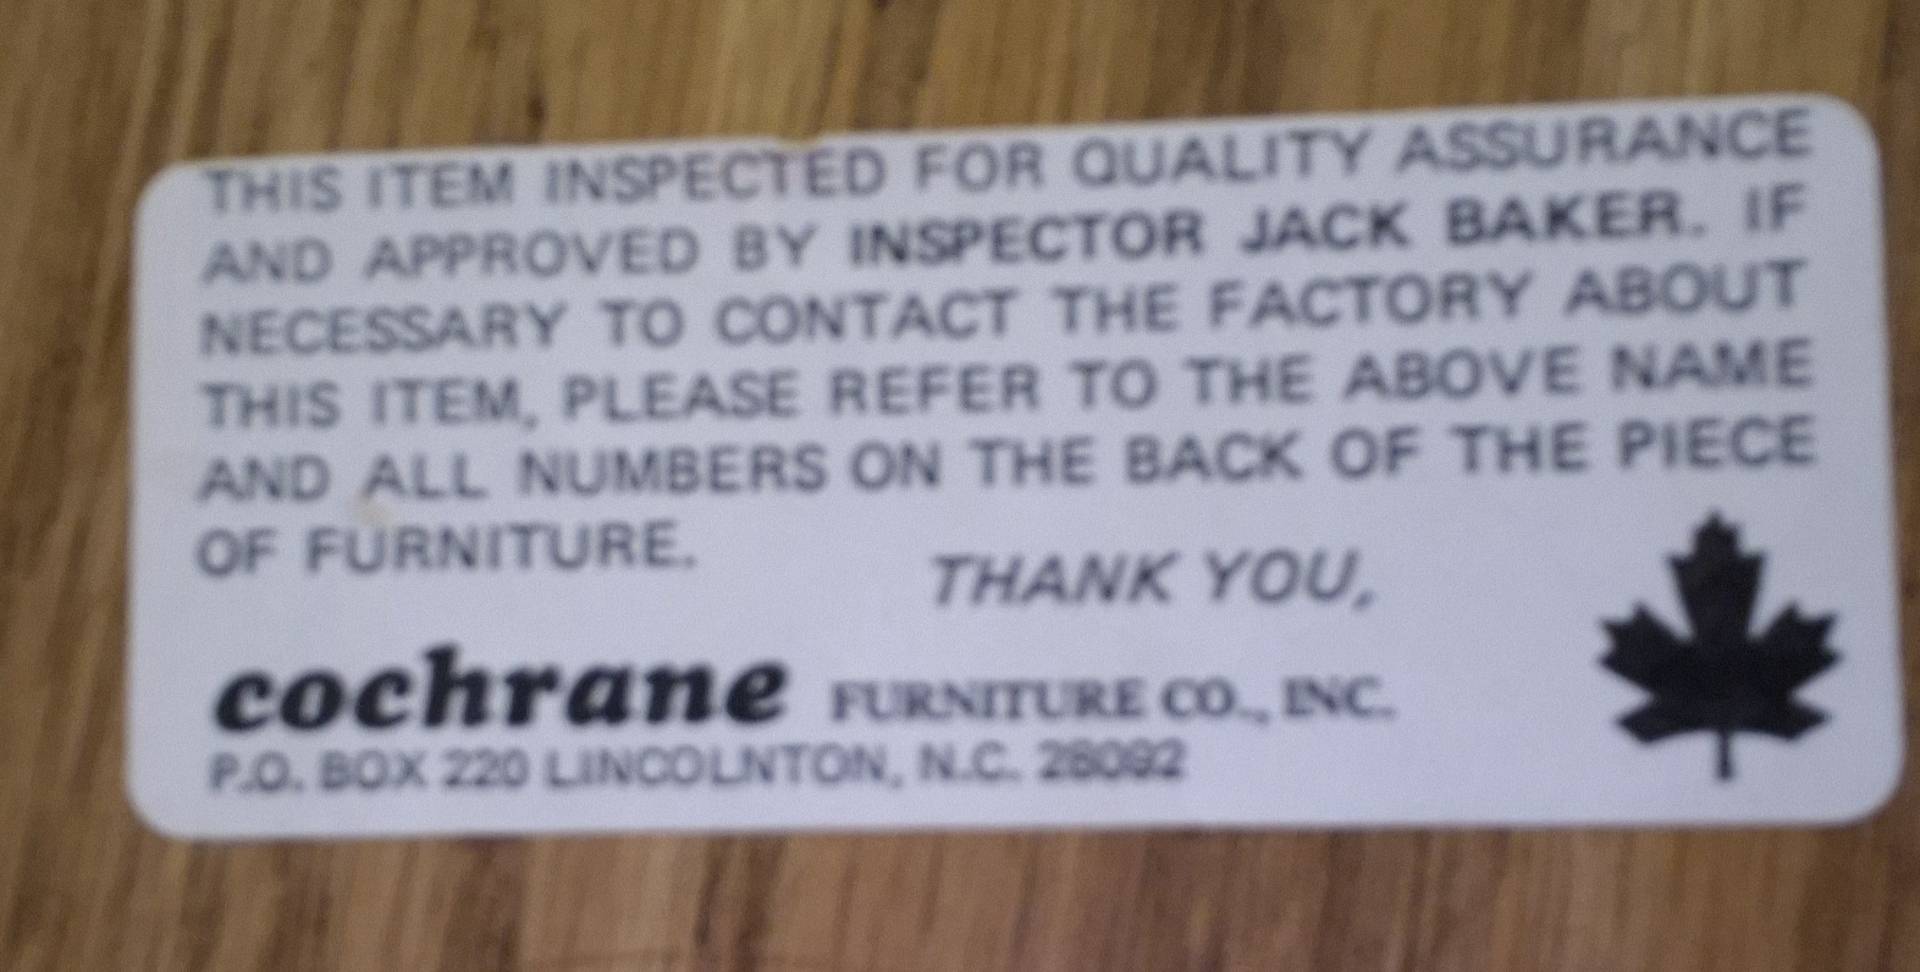 THIS ITEM INSPECTED FOR QUALITY ASSURANCE
AND APPROVED BY INSPECTOR JACK BAKER. IF
NECESSARY TO CONTACT THE FACTORY ABOUT
THIS ITEM, PLEASE REFER TO THE ABOVE NAME
AND ALL NUMBERS ON THE BACK OF THE PIECE
OF FURNITURE.
THANK YOU,
cochrane FURNITURE CO., INC.
P.O. BOX 220 LINCOLNTON, N.C. 28092